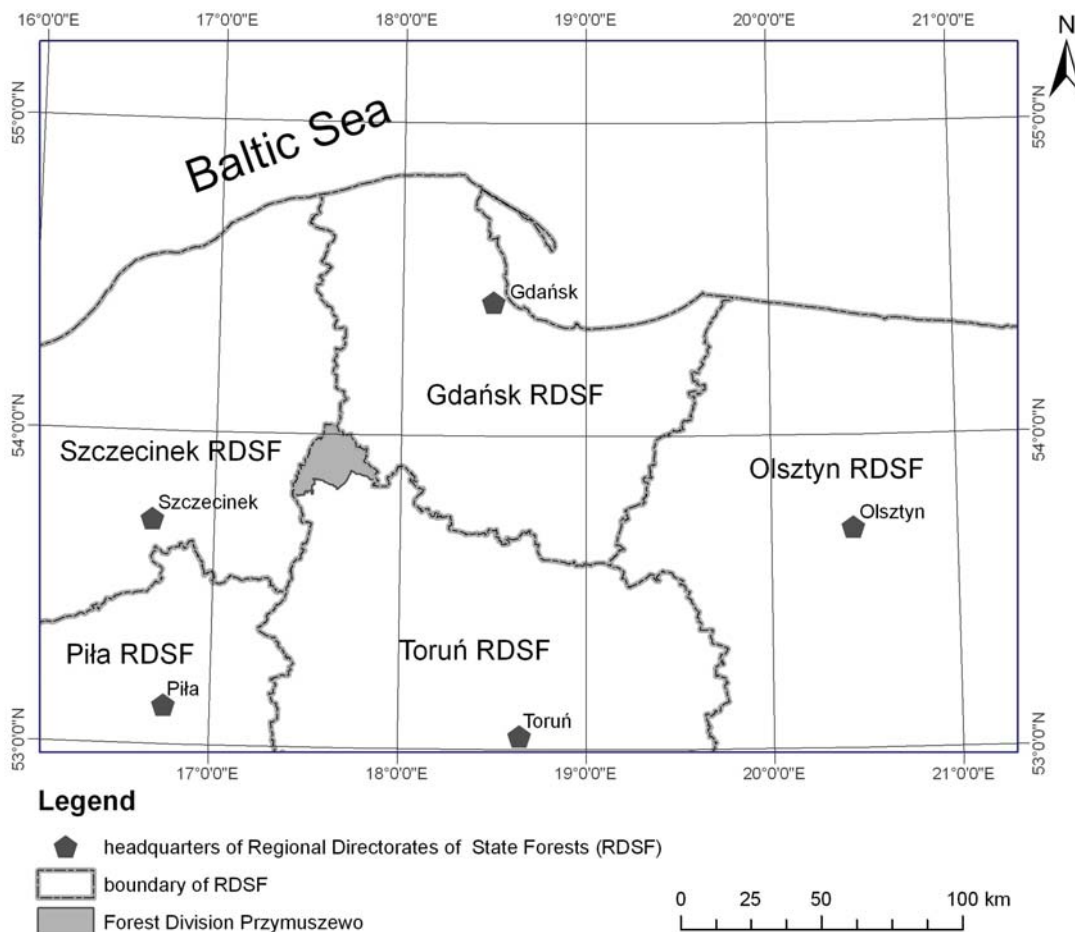 16°0'0"E 17°0'0"E 18°0'0"E 19°0'0"E 20°0'0"E 21°0'0"E
N
55°0'0"N
55°0'0"N
Baltic Sea
Gdańsk
Gdańsk RDSF
54°0'0"N
54°0'0"N
Szczecinek RDSF
Olsztyn RDSF
Szczecinek
Olsztyn
Piła RDSF
Toruń RDSF
Piła
Toruń
53°0'0"N
53°0'0"N
17°0'0"E 18°0'0"E 19°0'0"E 20°0'0"E 21°0'0"E
Legend
headquarters of Regional Directorates of State Forests (RDSF)
boundary of RDSF
Forest Division Przymuszewo
0 25 50 100 km